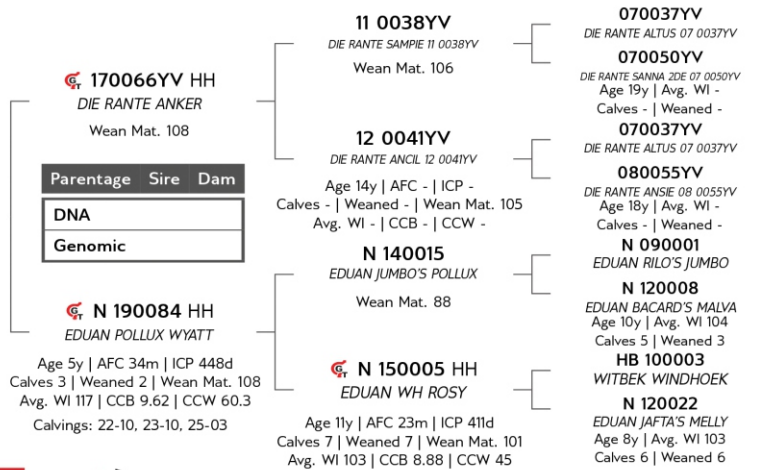 170066YV HH
DIE RANTE ANKER
Wean Mat. 108
Parentage Sire Dam
DNA
Genomic
N 190084 HH
EDUAN POLLUX WYATT
Age 5y | AFC 34m | ICP 448d
Calves 3 | Weaned 2 | Wean Mat. 108
Avg. WI 117 | CCB 9.62 | CCW 60.3
Calvings: 22-10, 23-10, 25-03
11 0038YV
DIE RANTE SAMPIE 11 0038YV
Wean Mat. 106
12 0041YV
DIE RANTE ANCIL 12 0041YV
Age 14y | AFC - | ICP -
Calves - | Weaned - | Wean Mat. 105
Avg. WI - | CCB - | CCW -
N 140015
EDUAN JUMBO'S POLLUX
Wean Mat. 88
N 150005 HH
EDUAN WH ROSY
Age 11y | AFC 23m | ICP 411d
Calves 7 | Weaned 7 | Wean Mat. 101
Avg. WI 103 | CCB 8.88 | CCW 45
070037YV
DIE RANTE ALTUS 07 0037YV
070050YV
DIE RANTE SANNA 2DE 07 0050YV
Age 19y | Avg. WI -
Calves - | Weaned -
070037YV
DIE RANTE ALTUS 07 0037YV
080055YV
DIE RANTE ANSIE 08 0055YV
Age 18y | Avg. WI -
Calves - | Weaned -
N 090001
EDUAN RILO'S JUMBO
N 120008
EDUAN BACARD'S MALVA
Age 10y | Avg. WI 104
Calves 5 | Weaned 3
HB 100003
WITBEK WINDHOEK
N 120022
EDUAN JAFTA'S MELLY
Age 8y | Avg. WI 103
Calves 6 | Weaned 6